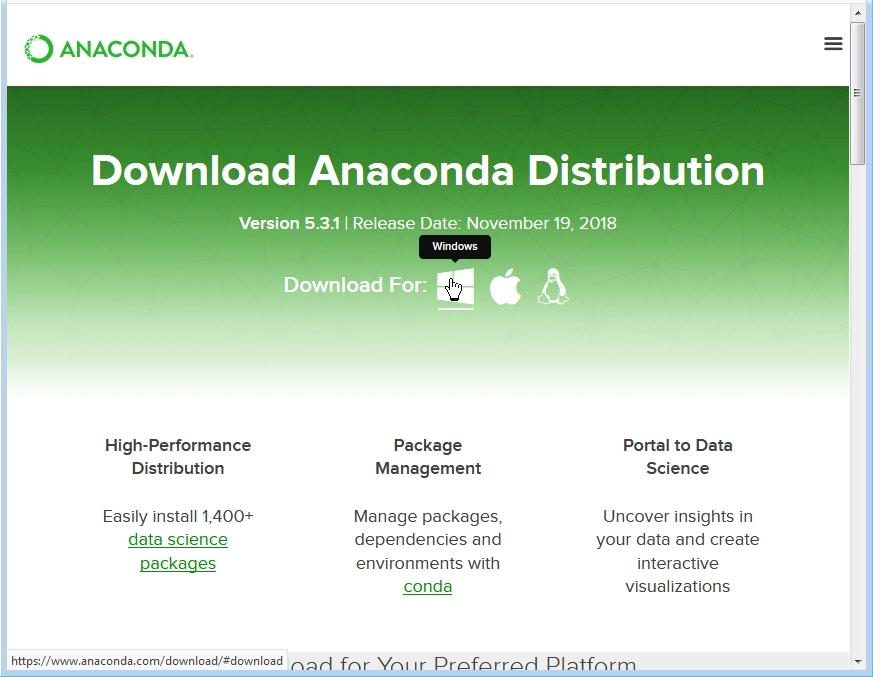 ANACONDA.
Download Anaconda Distribution
Version 5.3.1 | Release Date: November 19, 2018
Windows
Download For:
High-Performance
Distribution
Easily install 1,400+
data science
packages
Package
Management
Manage packages,
dependencies and
environments with
conda
Portal to Data
Science
Uncover insights in
your data and create
interactive
visualizations
https://www.anaconda.com/download/#download
for Your Preferred Platform